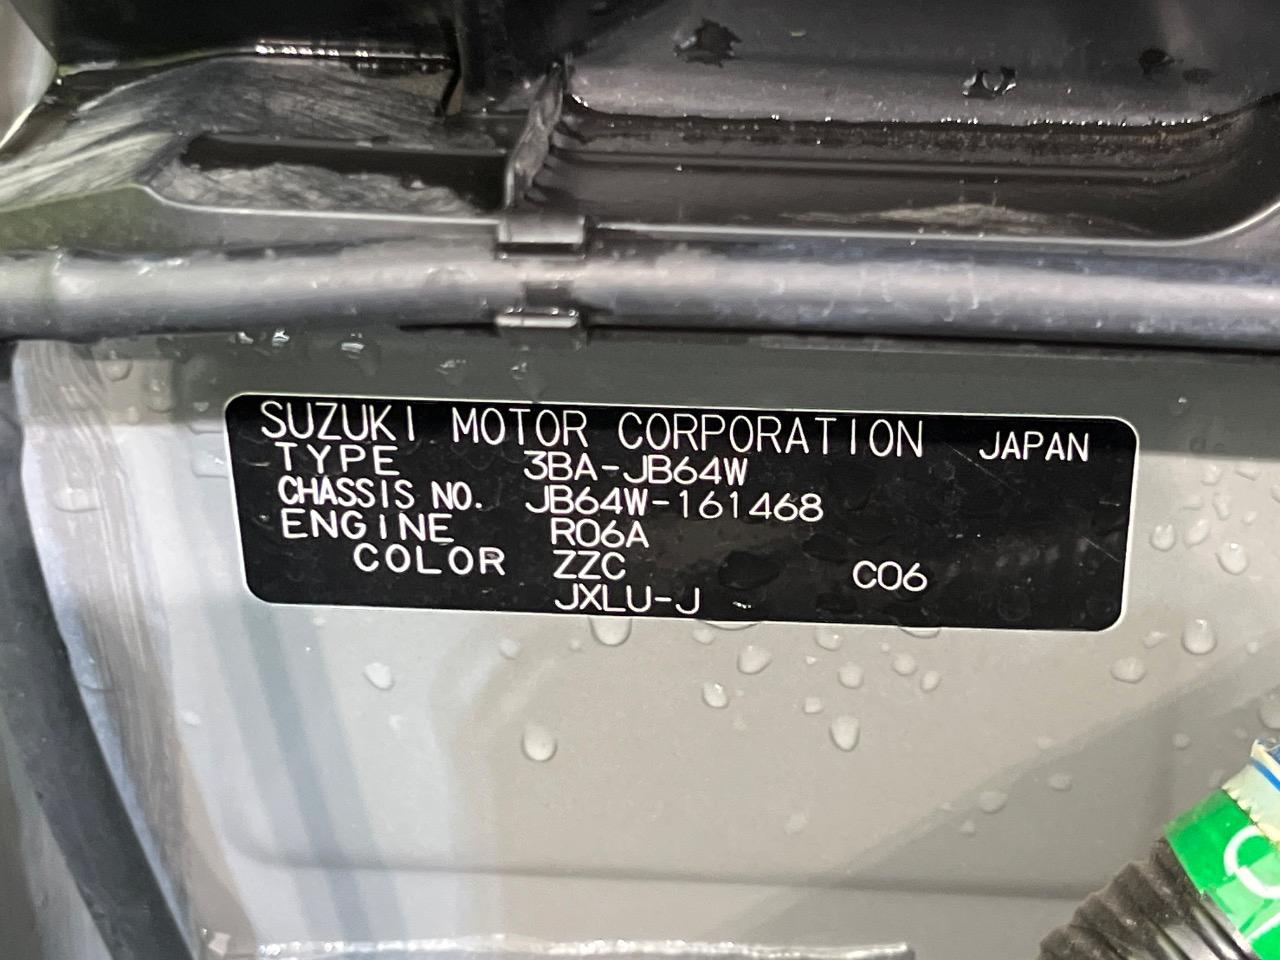 SUZUKI MOTOR CORPORATION JAPAN
TYPE 3BA-JB64W
CHASSIS NO. JB64W-161468
ENGINE R06A
COLOR ZZC C06
JXLU-J